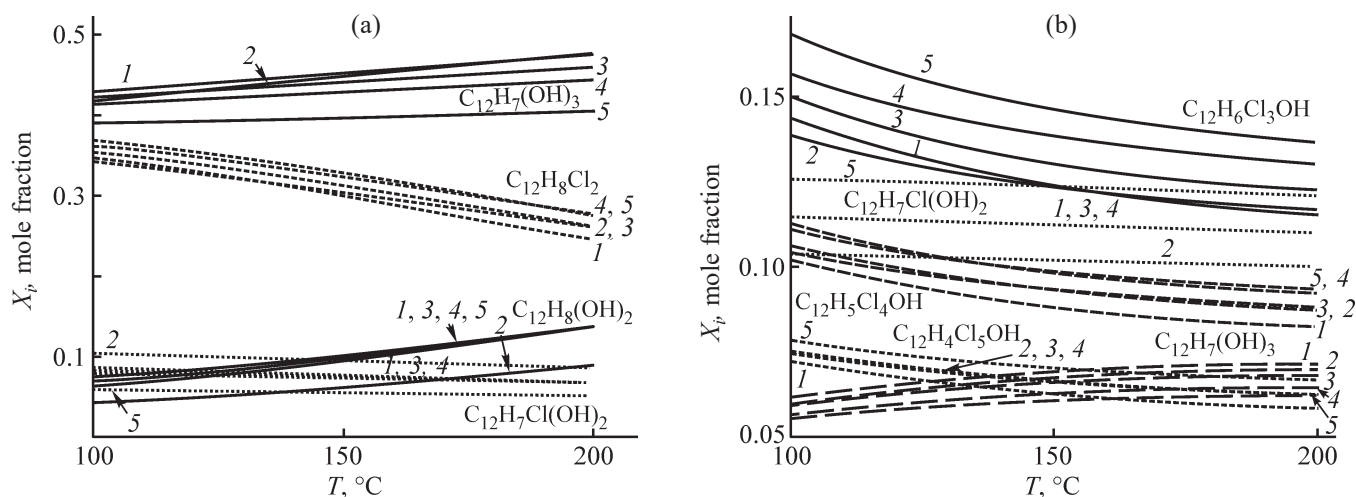 (a)
0.5
0.3
0.1
Xi, mole fraction
1
2
3
4
C12H7(OH)3
5
C12H8Cl2
4, 5
2, 3
1
1, 3, 4, 5
C12H8(OH)2
2
2
1, 3, 4
5
C12H7Cl(OH)2
100
150
200
T, °C
(b)
0.15
0.10
0.05
Xi, mole fraction
5
4
C12H6Cl3OH
3
1
2
5
C12H7Cl(OH)2
1, 3, 4
2
5, 4
C12H5Cl4OH
3, 2
1
5
C12H4Cl5OH
2, 3, 4
C12H7(OH)3
1
2
1
3
4
5
100
150
200
T, °C